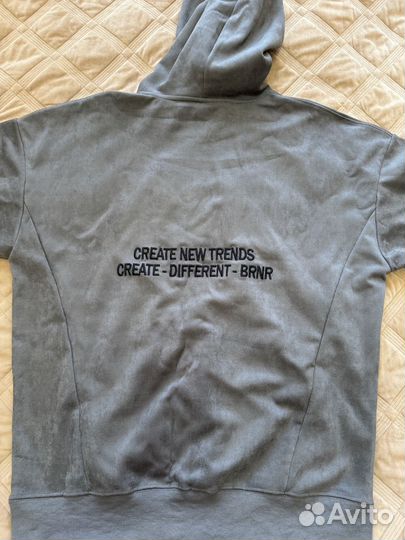 CREATE NEW TRENDS
CREATE - DIFFERENT - BRNR
Avito